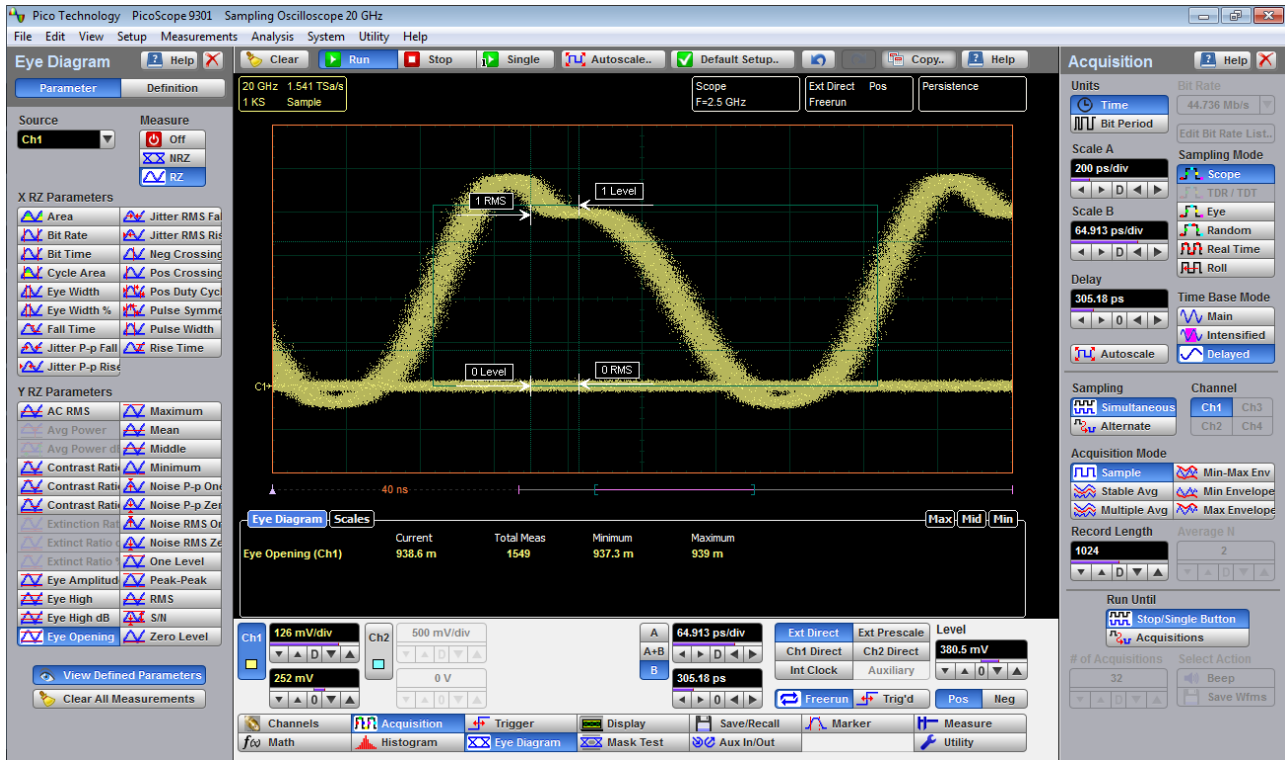 Pico Technology PicoScope 9301 Sampling Oscilloscope 20 GHz
File Edit View Setup Measurements Analysis System Utility Help
Eye Diagram Help
Parameter Definition
Source Measure
Ch1 Off
NRZ
RZ
X RZ Parameters
Area Jitter RMS Fal
Bit Rate Jitter RMS Ris
Bit Time Neg Crossing
Cycle Area Pos Crossing
Eye Width Pos Duty Cycl
Eye Width % Pulse Symme
Fall Time Pulse Width
Jitter P-p Fall Rise Time
Jitter P-p Rise
Y RZ Parameters
AC RMS Maximum
Avg Power Mean
Avg Power d Middle
Contrast Rati Minimum
Contrast Rati Noise P-p One
Contrast Rati Noise P-p Zer
Extinction Rat Noise RMS On
Extinct Ratio d Noise RMS Ze
Extinct Ratio % One Level
Eye Amplitud Peak-Peak
Eye High RMS
Eye High dB S/N
Eye Opening Zero Level
View Defined Parameters
Clear All Measurements
Clear Run Stop Single Autoscale.. Default Setup.. Copy.. Help
20 GHz 1.541 TSa/s
1 KS Sample
Scope
F=2.5 GHz
Ext Direct Pos
Freerun
Persistence
1 RMS
1 Level
0 Level
0 RMS
C1
40 ns
Eye Diagram Scales Max Mid Min
Current Total Meas Minimum Maximum
Eye Opening (Ch1) 938.6 m 1549 937.3 m 939 m
Ch1 126 mV/div Ch2 500 mV/div
D D
252 mV 0 V
0 0
A 64.913 ps/div
A+B D
B 305.18 ps
0
Ext Direct Ext Prescale Level
Ch1 Direct Ch2 Direct 380.5 mV
Int Clock Auxiliary 0
Freerun Trig'd Pos Neg
Channels Acquisition Trigger Display Save/Recall Marker Measure
f(x) Math Histogram Eye Diagram Mask Test Aux In/Out Utility
Acquisition Help
Units Bit Rate
Time 44.736 Mb/s
Bit Period Edit Bit Rate List..
Scale A Sampling Mode
200 ps/div Scope
D TDR / TDT
Scale B Eye
64.913 ps/div Random
D Real Time
Roll
Delay
305.18 ps Time Base Mode
0 Main
Intensified
Autoscale Delayed
Sampling Channel
Simultaneous Ch1 Ch3
Alternate Ch2 Ch4
Acquisition Mode
Sample Min-Max Env
Stable Avg Min Envelope
Multiple Avg Max Envelope
Record Length Average N
1024 2
D D
Run Until
Stop/Single Button
Acquisitions
# of Acquisitions Select Action
32 Beep
D Save Wfms